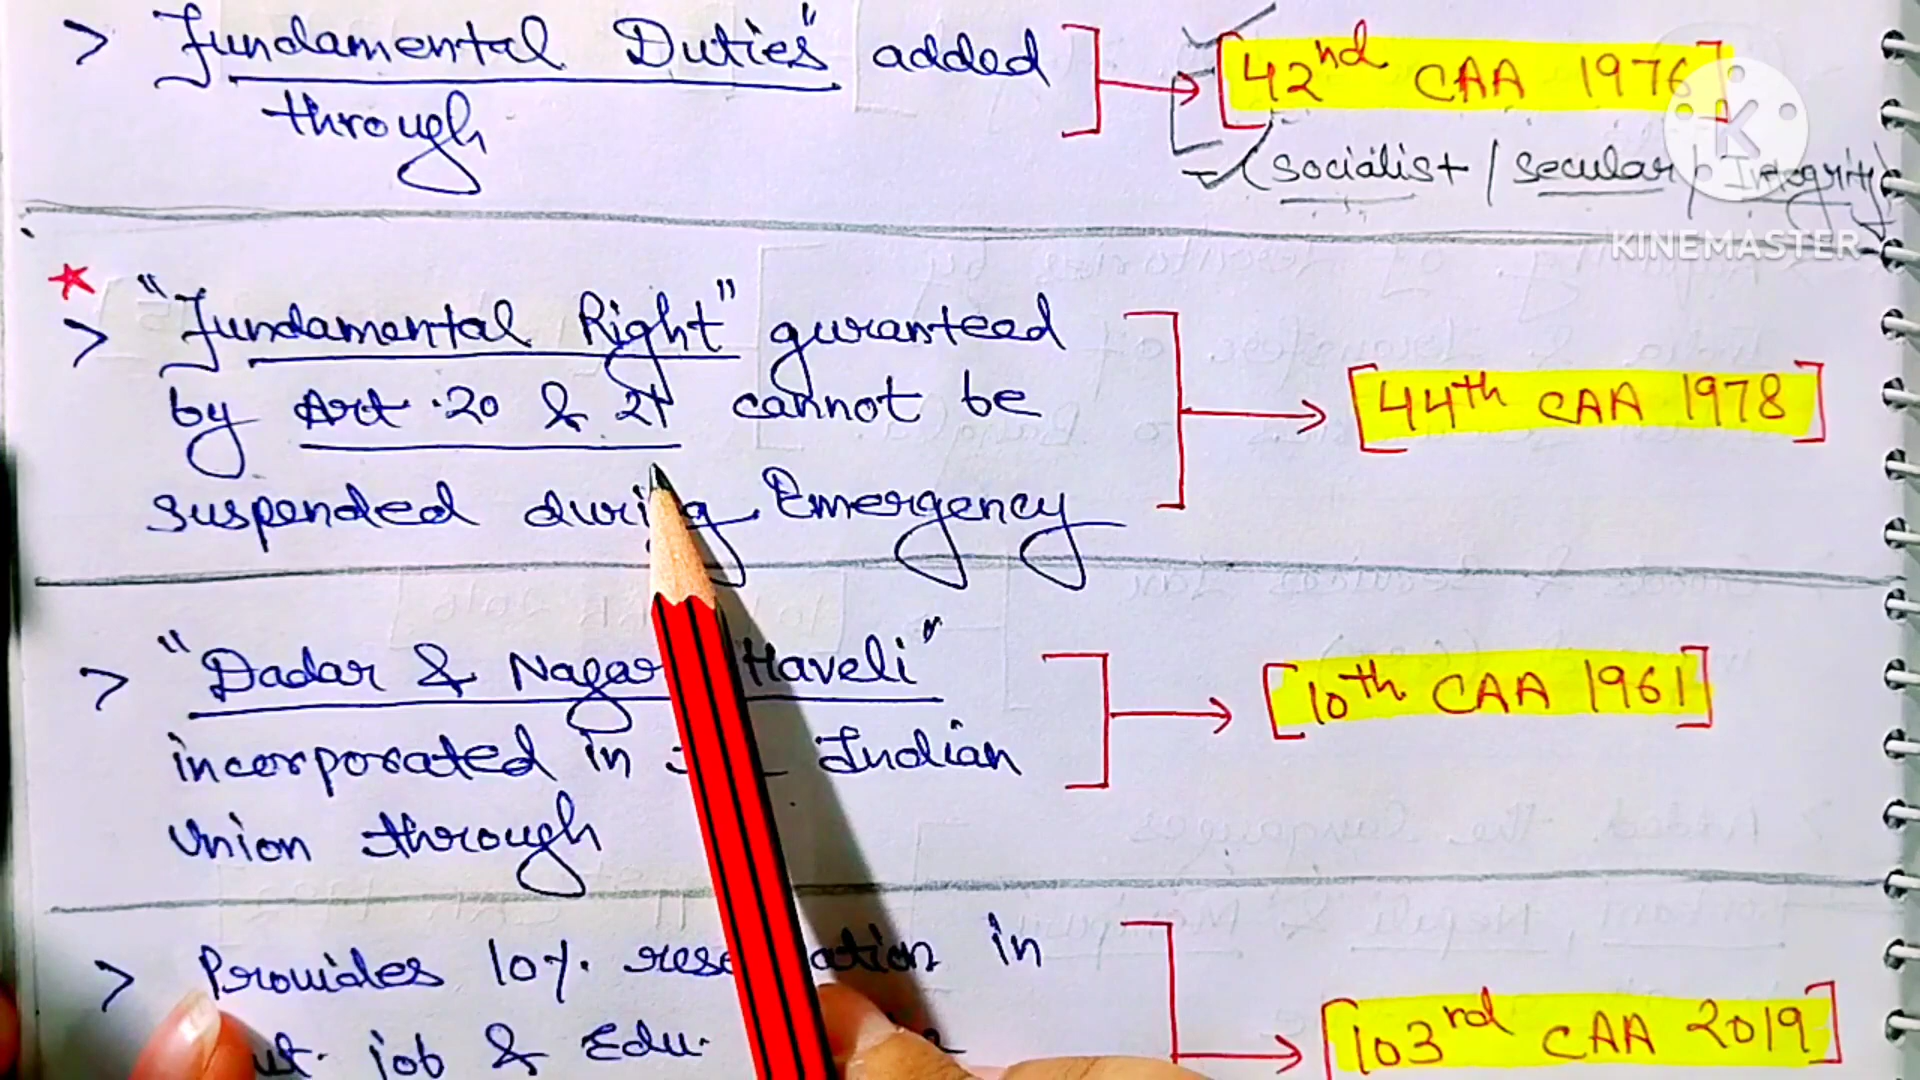 > "Fundamental Duties" added through
[42nd CAA 1976]
(Socialist / Secular / Integrity)
KINEMASTER
> "Fundamental Right" guranteed
by Art. 20 & 21 cannot be
suspended during Emergency
[44th CAA 1978]
> "Dadar & Nagar Haveli"
incorporated in Indian
Union through
[10th CAA 1961]
> Provides 10%. in
job & Edu.
[103rd CAA 2019]